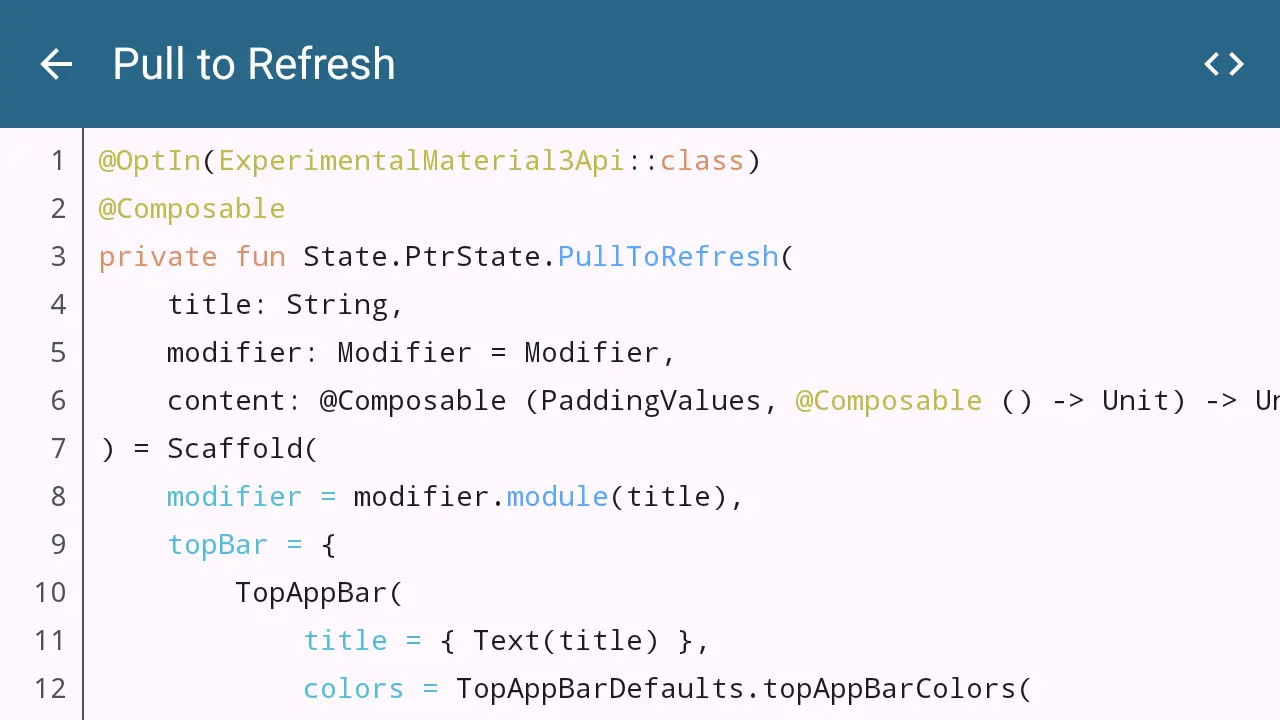 Pull to Refresh
1 @OptIn(ExperimentalMaterial3Api::class)
2 @Composable
3 private fun State.PtrState.PullToRefresh(
4     title: String,
5     modifier: Modifier = Modifier,
6     content: @Composable (PaddingValues, @Composable () -> Unit) ->
7 ) = Scaffold(
8     modifier = modifier.module(title),
9     topBar = {
10         TopAppBar(
11             title = { Text(title) },
12             colors = TopAppBarDefaults.topAppBarColors(